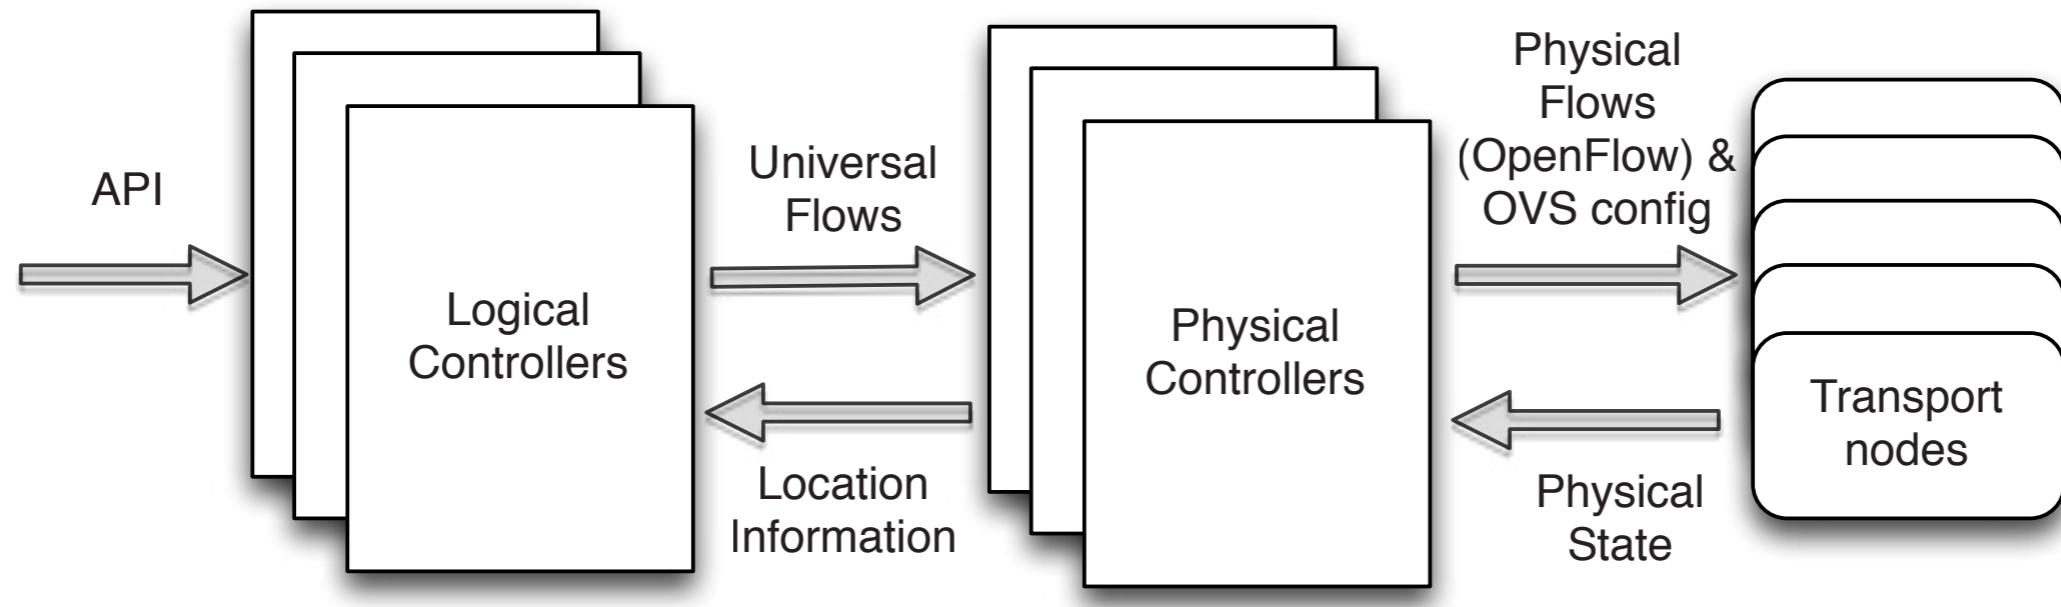 API
Logical
Controllers
Universal
Flows
Location
Information
Physical
Controllers
Physical
Flows
(OpenFlow) &
OVS config
Physical
State
Transport
nodes